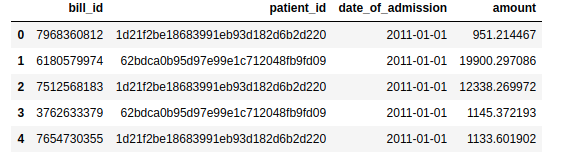 bill_id patient_id date_of_admission amount
0 7968360812 1d21f2be18683991eb93d182d6b2d220 2011-01-01 951.214467
1 6180579974 62bdca0b95d97e99e1c712048fb9fd09 2011-01-01 19900.297086
2 7512568183 1d21f2be18683991eb93d182d6b2d220 2011-01-01 12338.269972
3 3762633379 62bdca0b95d97e99e1c712048fb9fd09 2011-01-01 1145.372193
4 7654730355 1d21f2be18683991eb93d182d6b2d220 2011-01-01 1133.601902